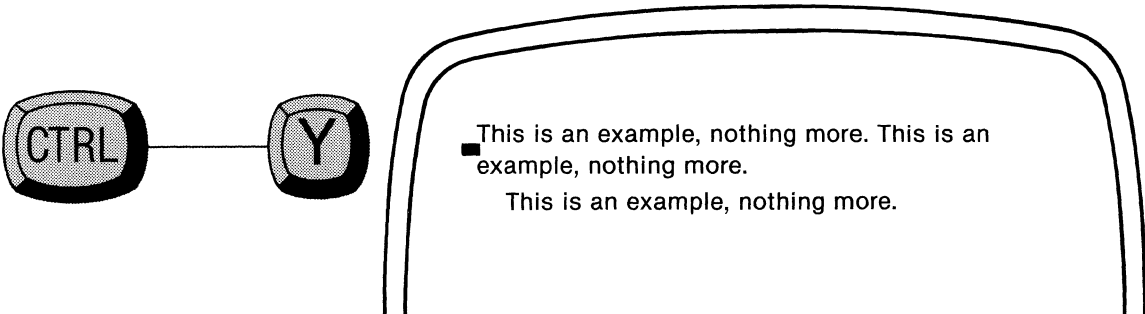 CTRL
Y
This is an example, nothing more. This is an
example, nothing more.
This is an example, nothing more.